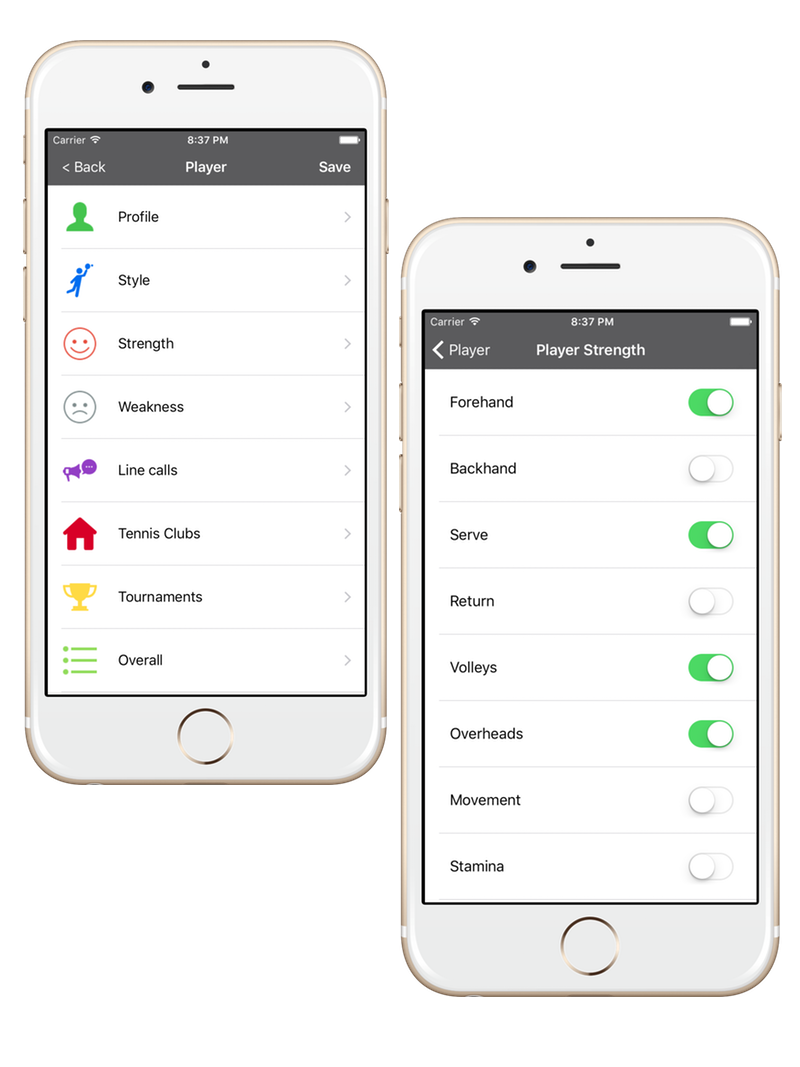 Carrier 8:37 PM
< Back Player Save
Profile
Style
Strength
Weakness
Line calls
Tennis Clubs
Tournaments
Overall
Carrier 8:37 PM
Player Player Strength
Forehand
Backhand
Serve
Return
Volleys
Overheads
Movement
Stamina